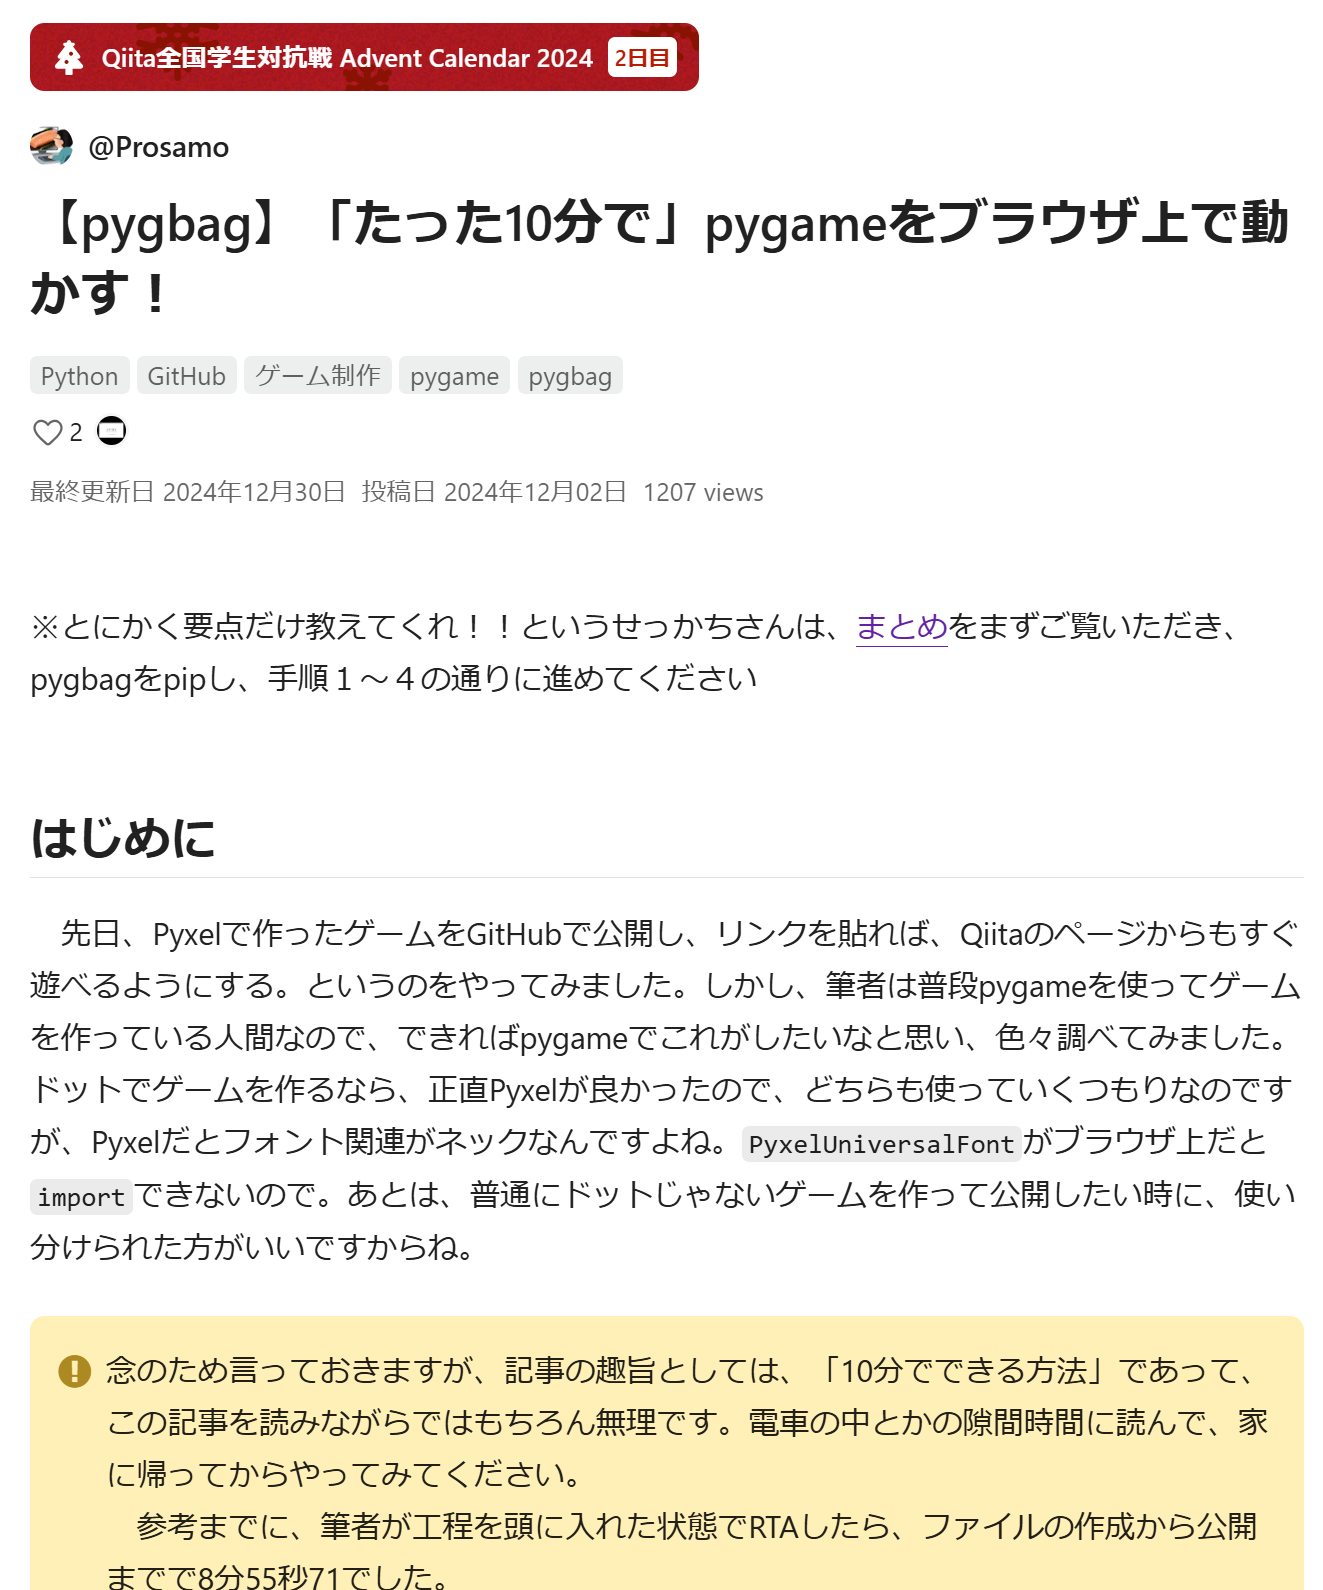 Qiita全国学生対抗戦 Advent Calendar 2024 2日目
@Prosamo
【pygbag】「たった10分で」pygameをブラウザ上で動
かす！
Python GitHub ゲーム制作 pygame pygbag
2
最終更新日 2024年12月30日 投稿日 2024年12月02日 1207 views
※とにかく要点だけ教えてくれ！！というせっかちさんは、まとめをまずご覧いただき、
pygbagをpipし、手順１～４の通りに進めてください
はじめに
　先日、Pyxelで作ったゲームをGitHubで公開し、リンクを貼れば、Qiitaのページからもすぐ
遊べるようにする。というのをやってみました。しかし、筆者は普段pygameを使ってゲーム
を作っている人間なので、できればpygameでこれがしたいなと思い、色々調べてみました。
ドットでゲームを作るなら、正直Pyxelが良かったので、どちらも使っていくつもりなのです
が、Pyxelだとフォント関連がネックなんですよね。PyxelUniversalFontがブラウザ上だと
importできないので。あとは、普通にドットじゃないゲームを作って公開したい時に、使い
分けられた方がいいですからね。
念のため言っておきますが、記事の趣旨としては、「10分でできる方法」であって、
この記事を読みながらではもちろん無理です。電車の中とかの隙間時間に読んで、家
に帰ってからやってみてください。
　参考までに、筆者が工程を頭に入れた状態でRTAしたら、ファイルの作成から公開
までで8分55秒71でした。